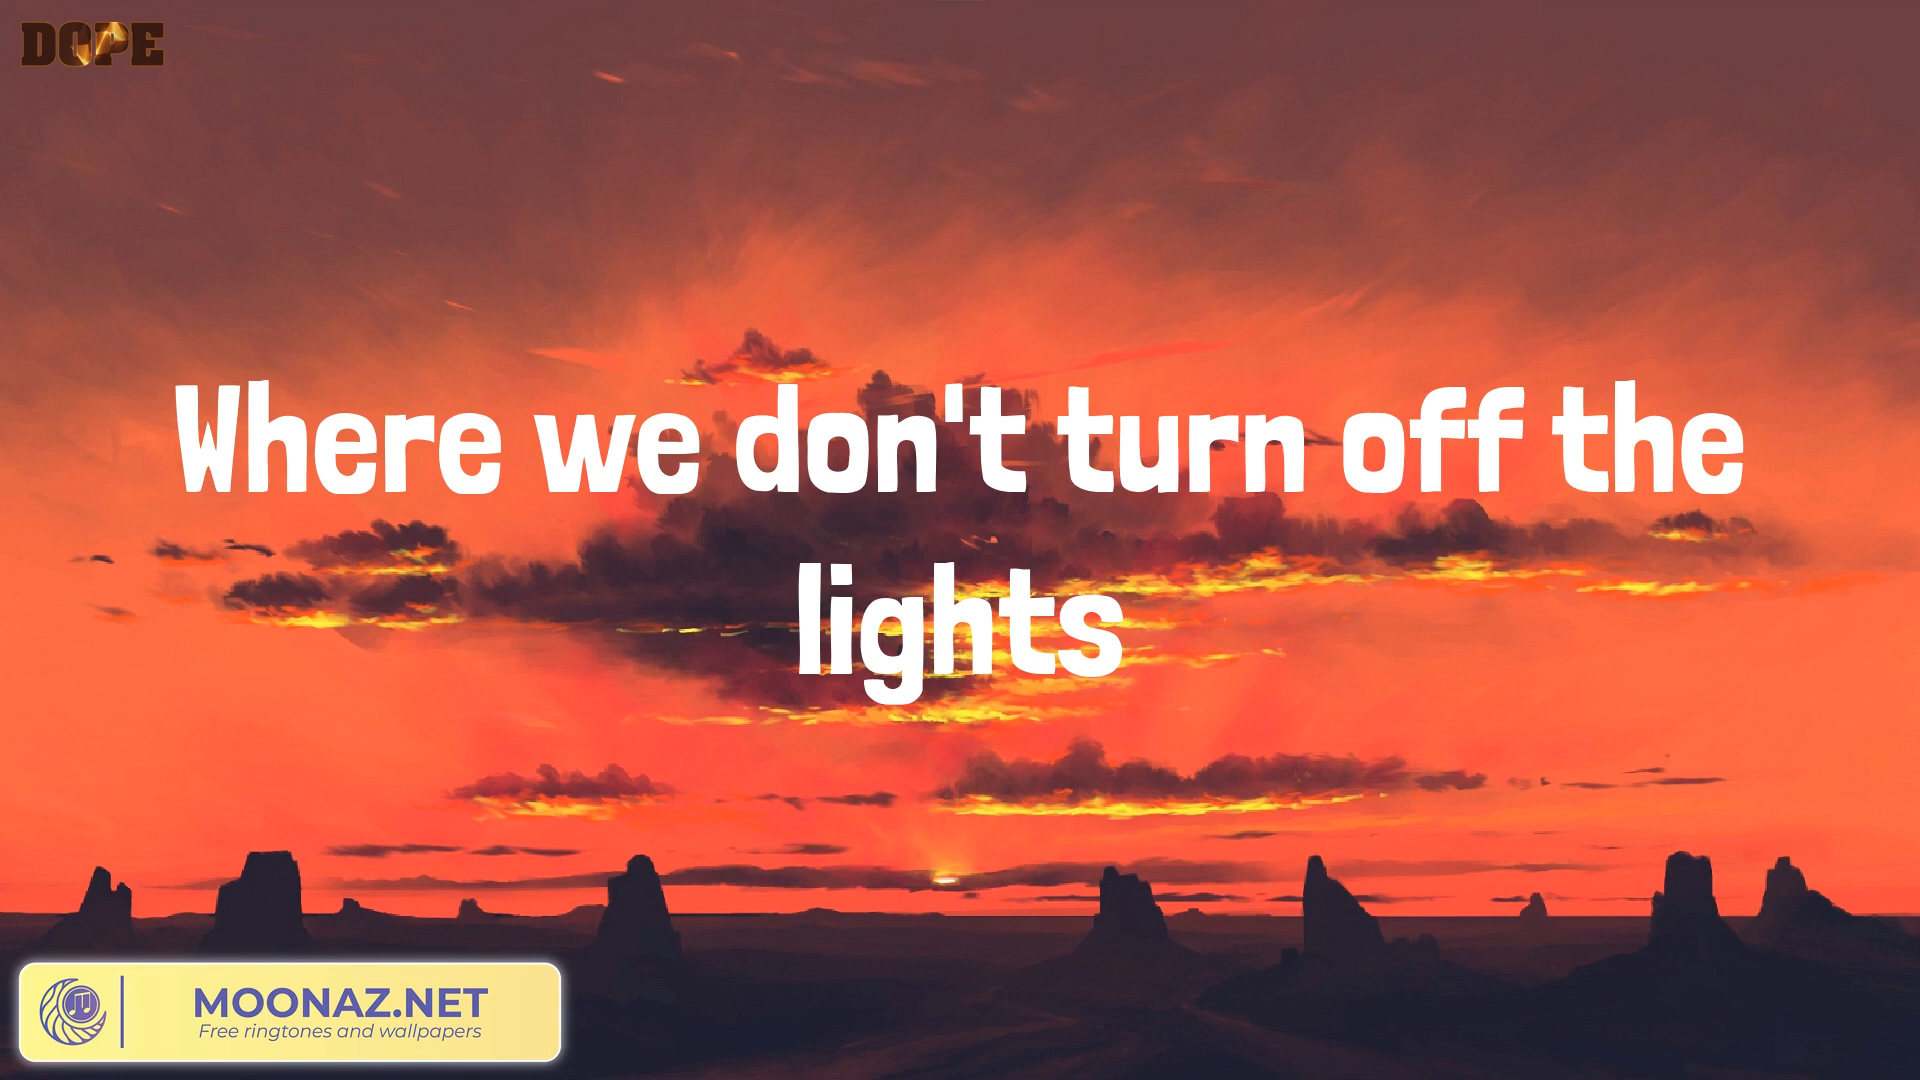 DOPE
Where we don't turn off the
lights
MOONAZ.NET
Free ringtones and wallpapers